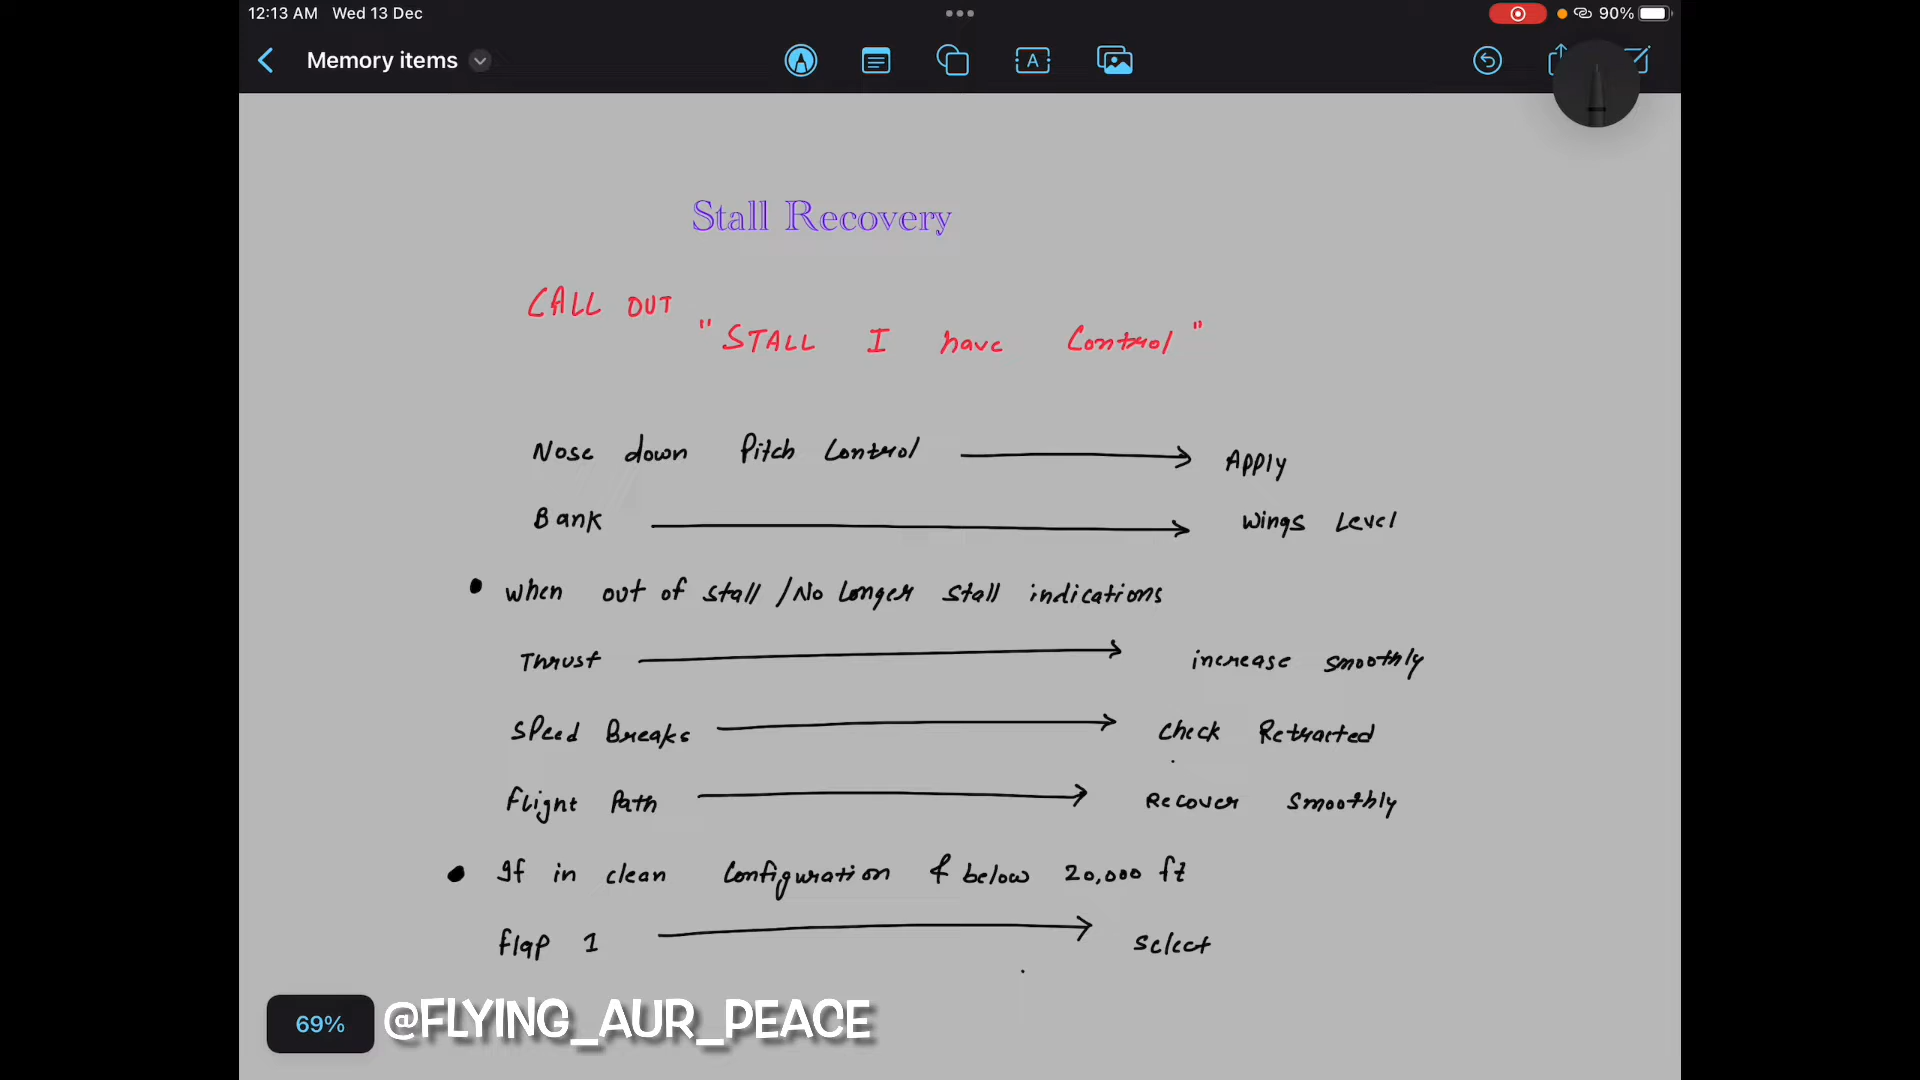 12:13 AM Wed 13 Dec
90%
Memory items
A
Stall Recovery
CALL OUT
"STALL I have Control"
Nose down Pitch Control → Apply
Bank → Wings Level
• When out of stall / No Longer stall indications
Thrust → increase smoothly
Speed Breaks → Check Retracted
Flight Path → Recover smoothly
• If in clean Configuration & below 20,000 ft
flap 1 → Select
69%
@FLYING_AUR_PEACE